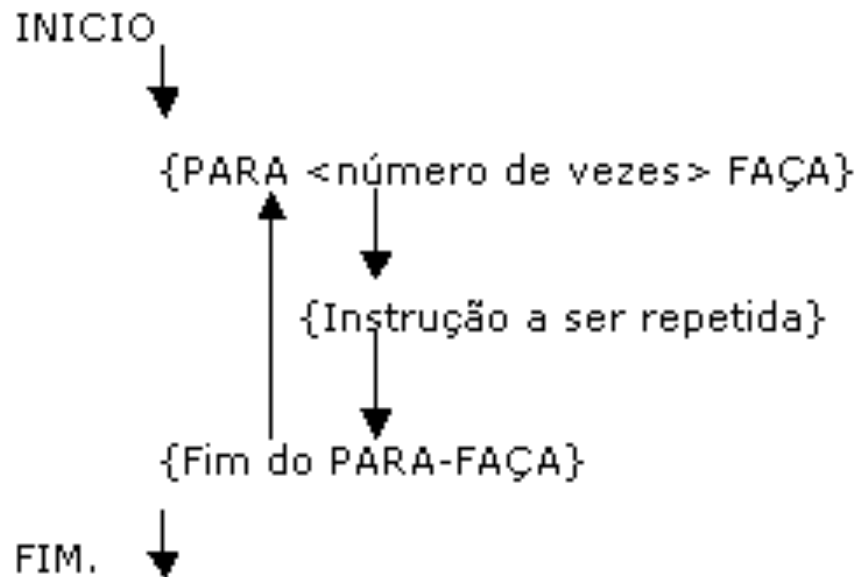 INICIO
{PARA <número de vezes> FAÇA}
{Instrução a ser repetida}
{Fim do PARA-FAÇA}
FIM.